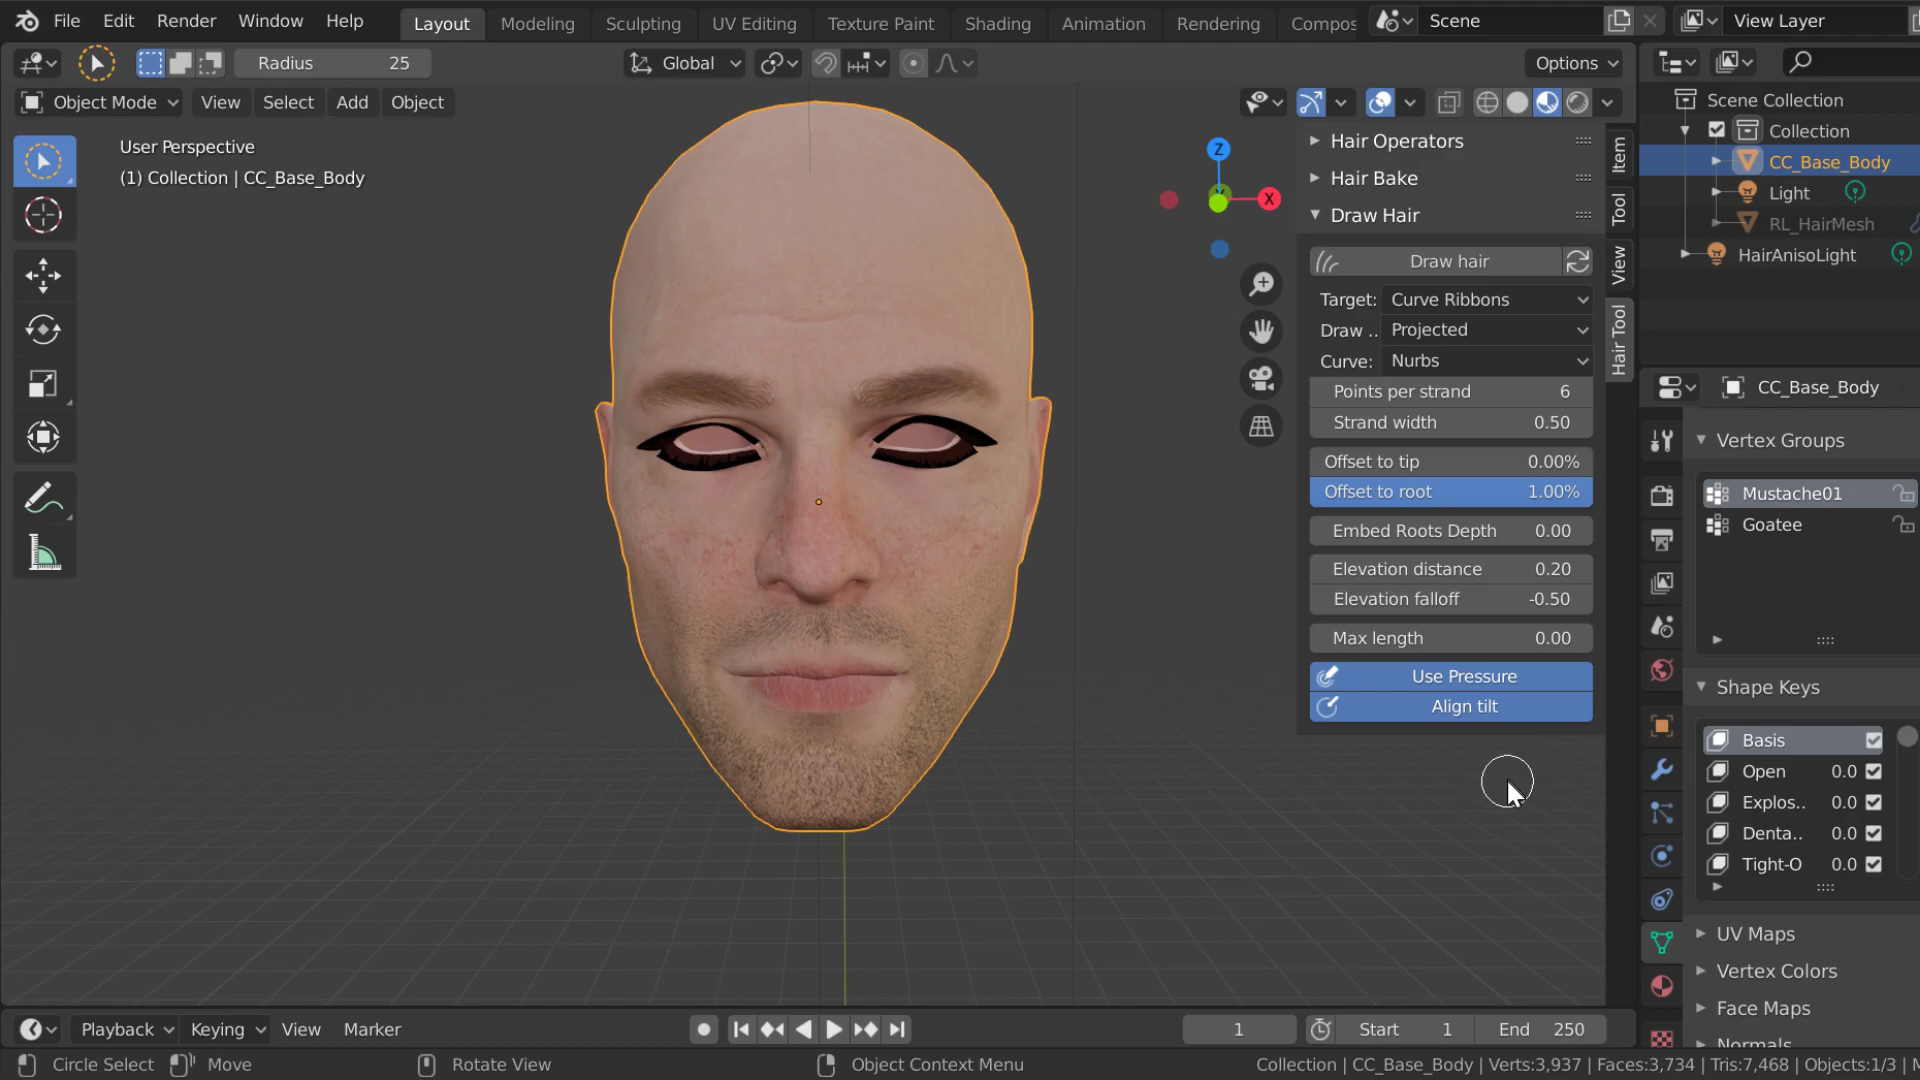 File Edit Render Window Help Layout Modeling Sculpting UV Editing Texture Paint Shading Animation Rendering Compos Scene View Layer
Radius 25 Global Options
Object Mode View Select Add Object
User Perspective
(1) Collection | CC_Base_Body
Z
X
Hair Operators
Hair Bake
Draw Hair
Draw hair
Target: Curve Ribbons
Draw .. Projected
Curve: Nurbs
Points per strand 6
Strand width 0.50
Offset to tip 0.00%
Offset to root 1.00%
Embed Roots Depth 0.00
Elevation distance 0.20
Elevation falloff -0.50
Max length 0.00
Use Pressure
Align tilt
Item
Tool
View
Hair Tool
Scene Collection
Collection
CC_Base_Body
Light
RL_HairMesh
HairAnisoLight
CC_Base_Body
Vertex Groups
Mustache01
Goatee
Shape Keys
Basis
Open 0.0
Explos.. 0.0
Denta.. 0.0
Tight-O 0.0
UV Maps
Vertex Colors
Face Maps
Normals
Playback Keying View Marker 1 Start 1 End 250
Circle Select Move Rotate View Object Context Menu Collection | CC_Base_Body | Verts:3,937 | Faces:3,734 | Tris:7,468 | Objects:1/3 |